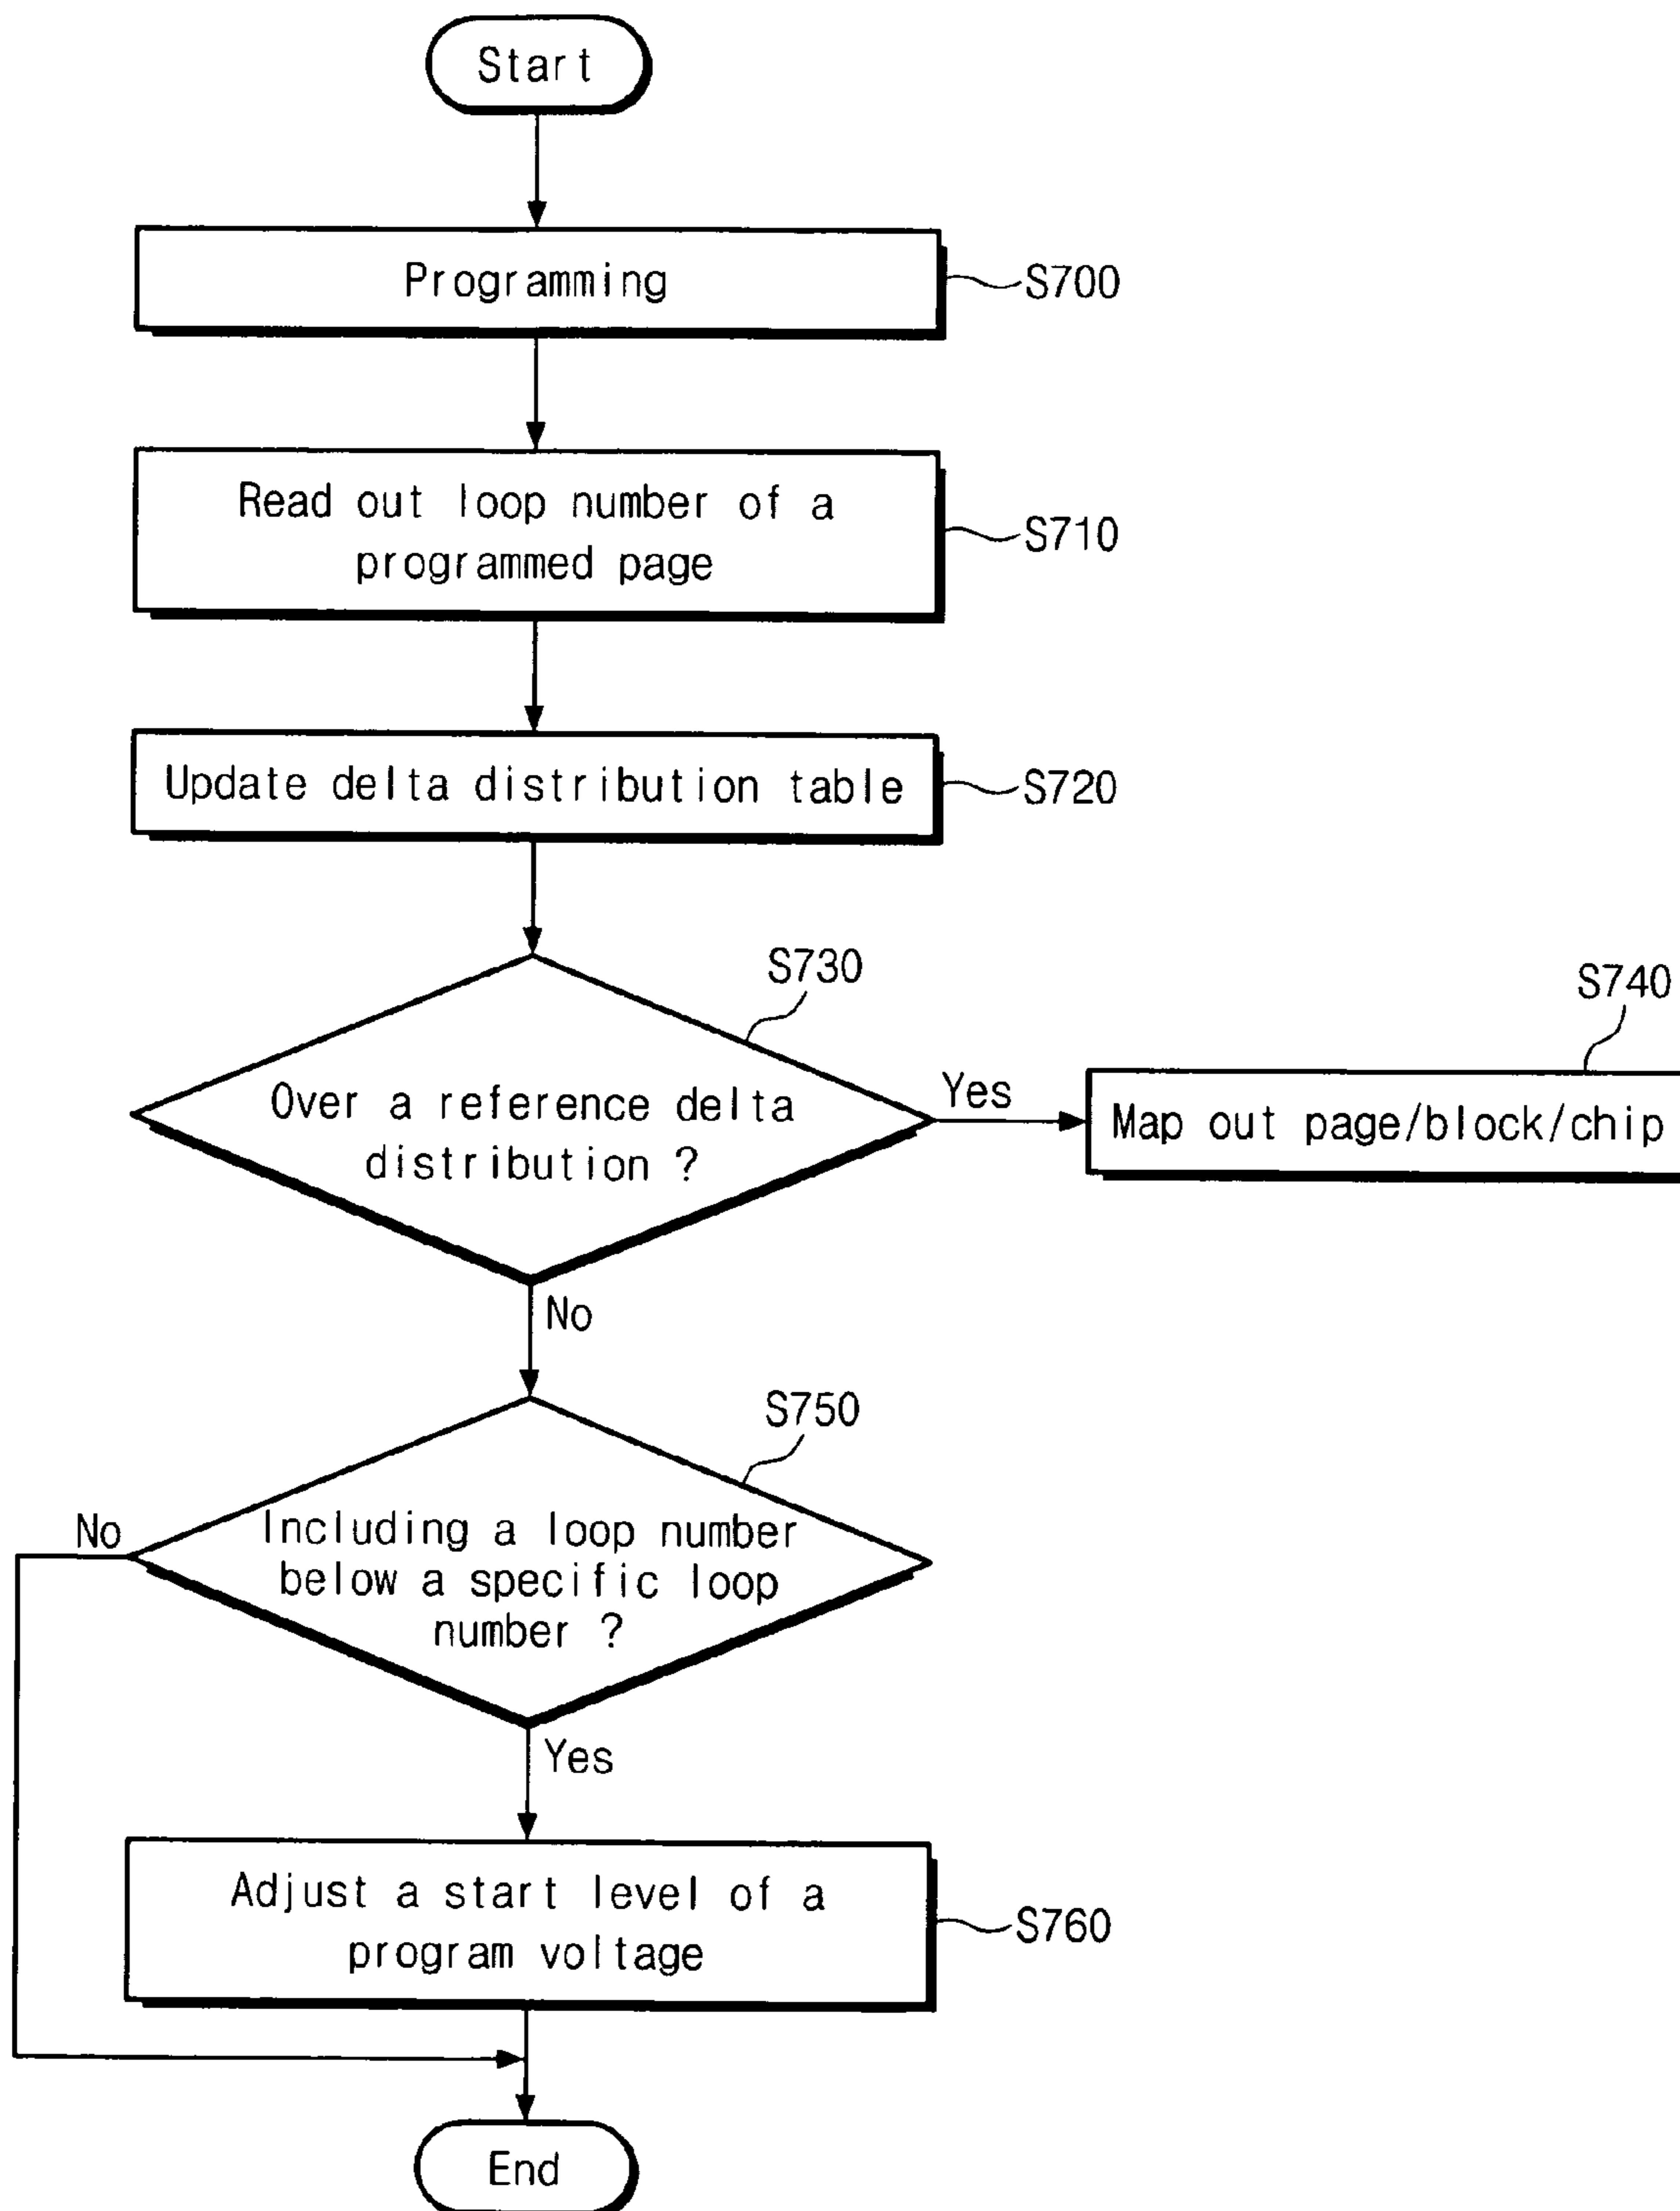 Start
Programming
S700
Read out loop number of a
programmed page
S710
Update delta distribution table
S720
S730
Over a reference delta
distribution ?
Yes
S740
Map out page/block/chip
No
S750
No
Including a loop number
below a specific loop
number ?
Yes
Adjust a start level of a
program voltage
S760
End